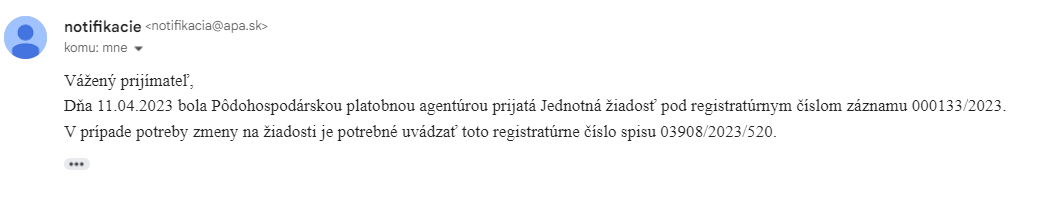 notifikacie <notifikacia@apa.sk>
komu: mne
Vážený prijímateľ,
Dňa 11.04.2023 bola Pôdohospodárskou platobnou agentúrou prijatá Jednotná žiadosť pod registratúrnym číslom záznamu 000133/2023.
V prípade potreby zmeny na žiadosti je potrebné uvádzať toto registratúrne číslo spisu 03908/2023/520.